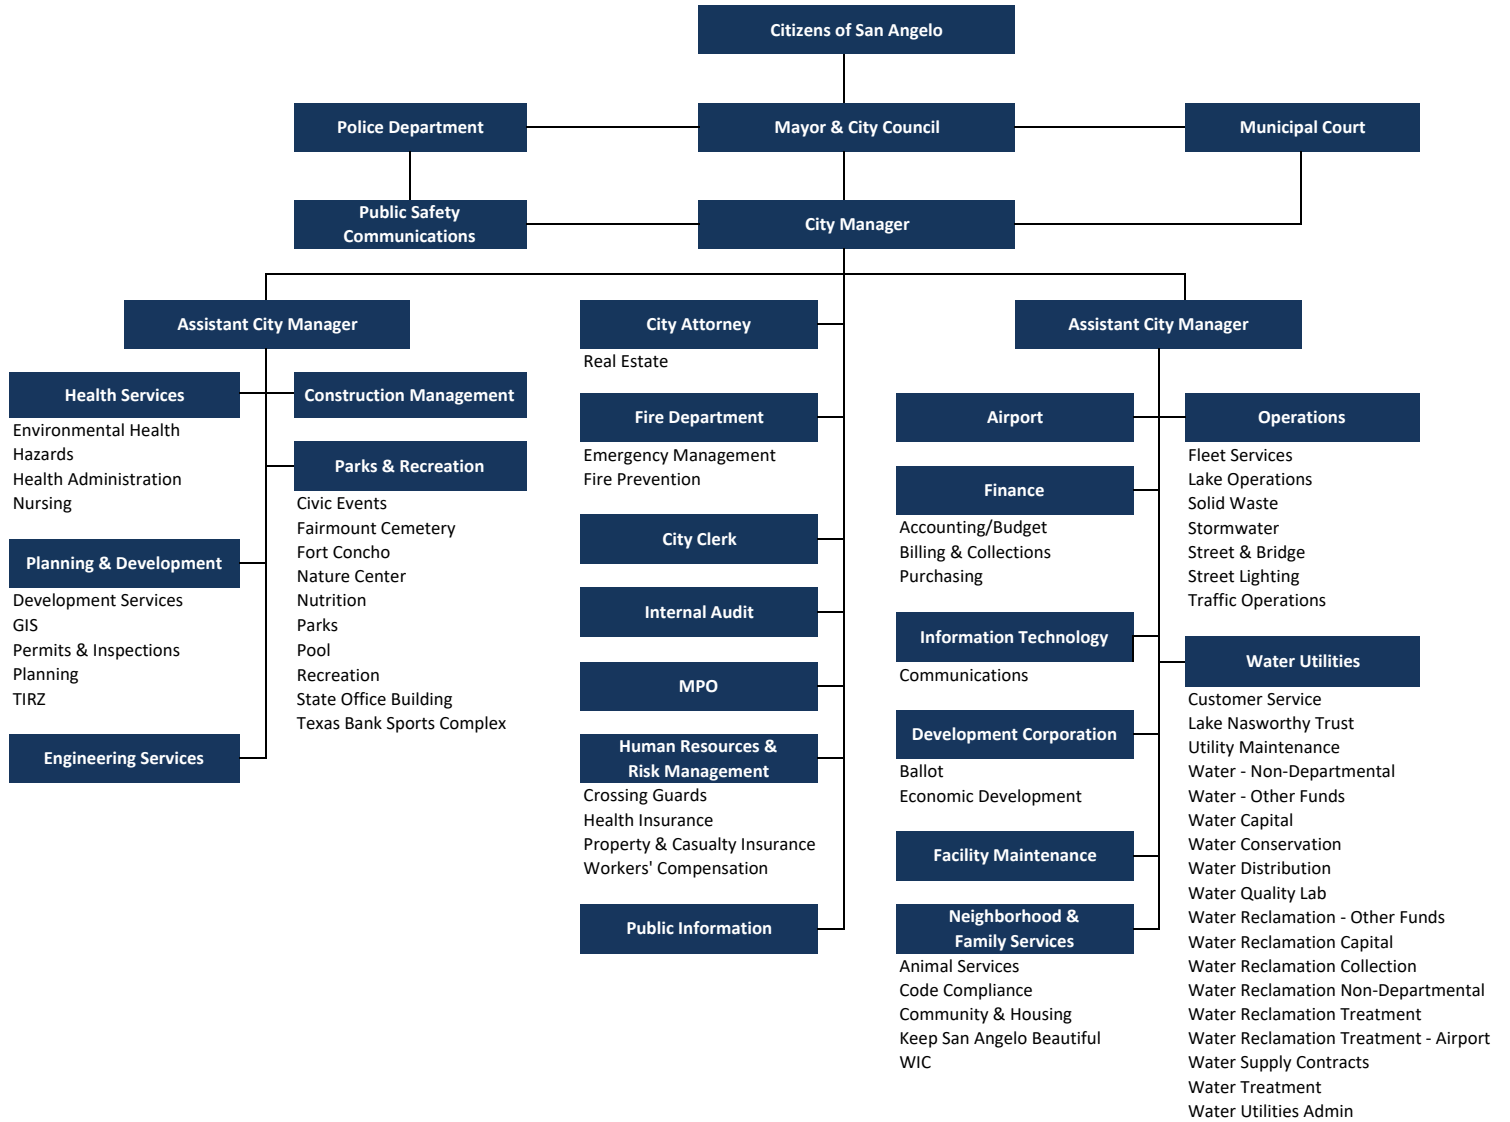 Citizens of San Angelo
Police Department
Mayor & City Council
Municipal Court
Public Safety
Communications
City Manager
Assistant City Manager
Health Services
Environmental Health
Hazards
Health Administration
Nursing
Planning & Development
Development Services
GIS
Permits & Inspections
Planning
TIRZ
Engineering Services
Construction Management
Parks & Recreation
Civic Events
Fairmount Cemetery
Fort Concho
Nature Center
Nutrition
Parks
Pool
Recreation
State Office Building
Texas Bank Sports Complex
City Attorney
Real Estate
Fire Department
Emergency Management
Fire Prevention
City Clerk
Internal Audit
MPO
Human Resources &
Risk Management
Crossing Guards
Health Insurance
Property & Casualty Insurance
Workers' Compensation
Public Information
Assistant City Manager
Airport
Finance
Accounting/Budget
Billing & Collections
Purchasing
Information Technology
Communications
Development Corporation
Ballot
Economic Development
Facility Maintenance
Neighborhood &
Family Services
Animal Services
Code Compliance
Community & Housing
Keep San Angelo Beautiful
WIC
Operations
Fleet Services
Lake Operations
Solid Waste
Stormwater
Street & Bridge
Street Lighting
Traffic Operations
Water Utilities
Customer Service
Lake Nasworthy Trust
Utility Maintenance
Water - Non-Departmental
Water - Other Funds
Water Capital
Water Conservation
Water Distribution
Water Quality Lab
Water Reclamation - Other Funds
Water Reclamation Capital
Water Reclamation Collection
Water Reclamation Non-Departmental
Water Reclamation Treatment
Water Reclamation Treatment - Airport
Water Supply Contracts
Water Treatment
Water Utilities Admin